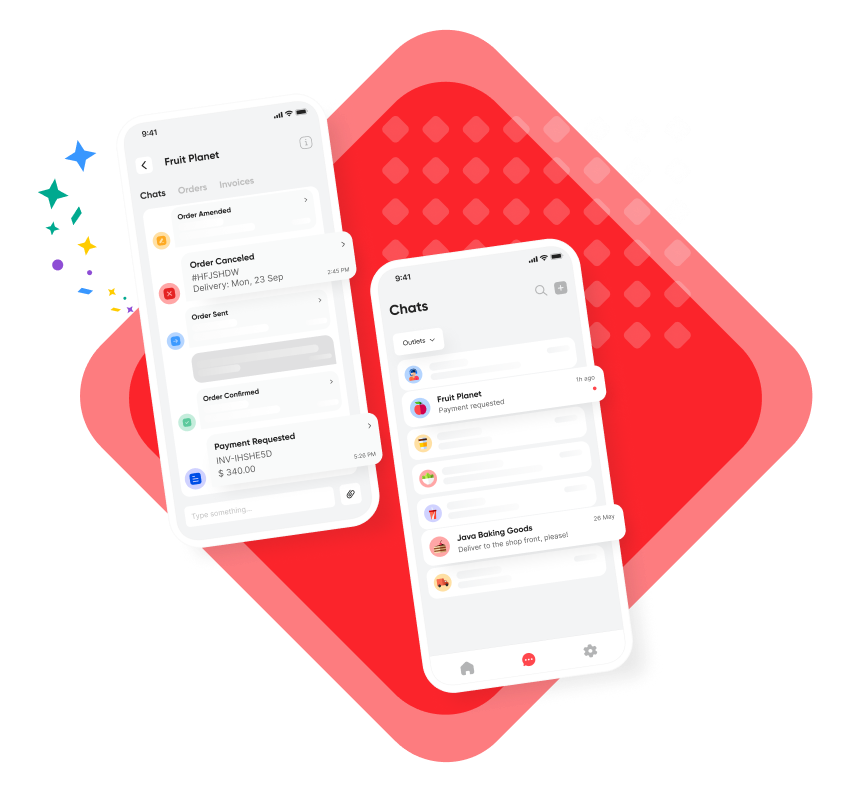 9:41
Fruit Planet
Chats Orders Invoices
Order Amended
Order Canceled
#HFJSHDW
Delivery: Mon, 23 Sep
2:45 PM
Order Sent
Order Confirmed
Payment Requested
INV-IHSHE5D
$ 340.00
5:26 PM
Type something...
9:41
Chats
Outlets
Fruit Planet
1h ago
Payment requested
Java Baking Goods
26 May
Deliver to the shop front, please!